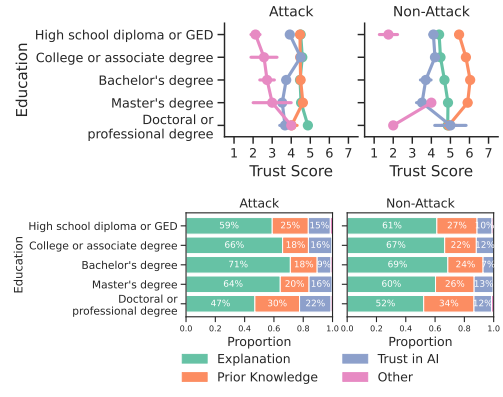 Attack Non-Attack
Education
High school diploma or GED
College or associate degree
Bachelor's degree
Master's degree
Doctoral or
professional degree
1 2 3 4 5 6 7 1 2 3 4 5 6 7
Trust Score Trust Score
Attack Non-Attack
Education
High school diploma or GED 59% 25% 15% 61% 27% 10%
College or associate degree 66% 18% 16% 67% 22% 12%
Bachelor's degree 71% 18% 9% 69% 24% 7%
Master's degree 64% 20% 16% 60% 26% 13%
Doctoral or
professional degree 47% 30% 22% 52% 34% 12%
0.0 0.2 0.4 0.6 0.8 1.0 0.0 0.2 0.4 0.6 0.8 1.0
Proportion Proportion
Explanation Trust in AI
Prior Knowledge Other